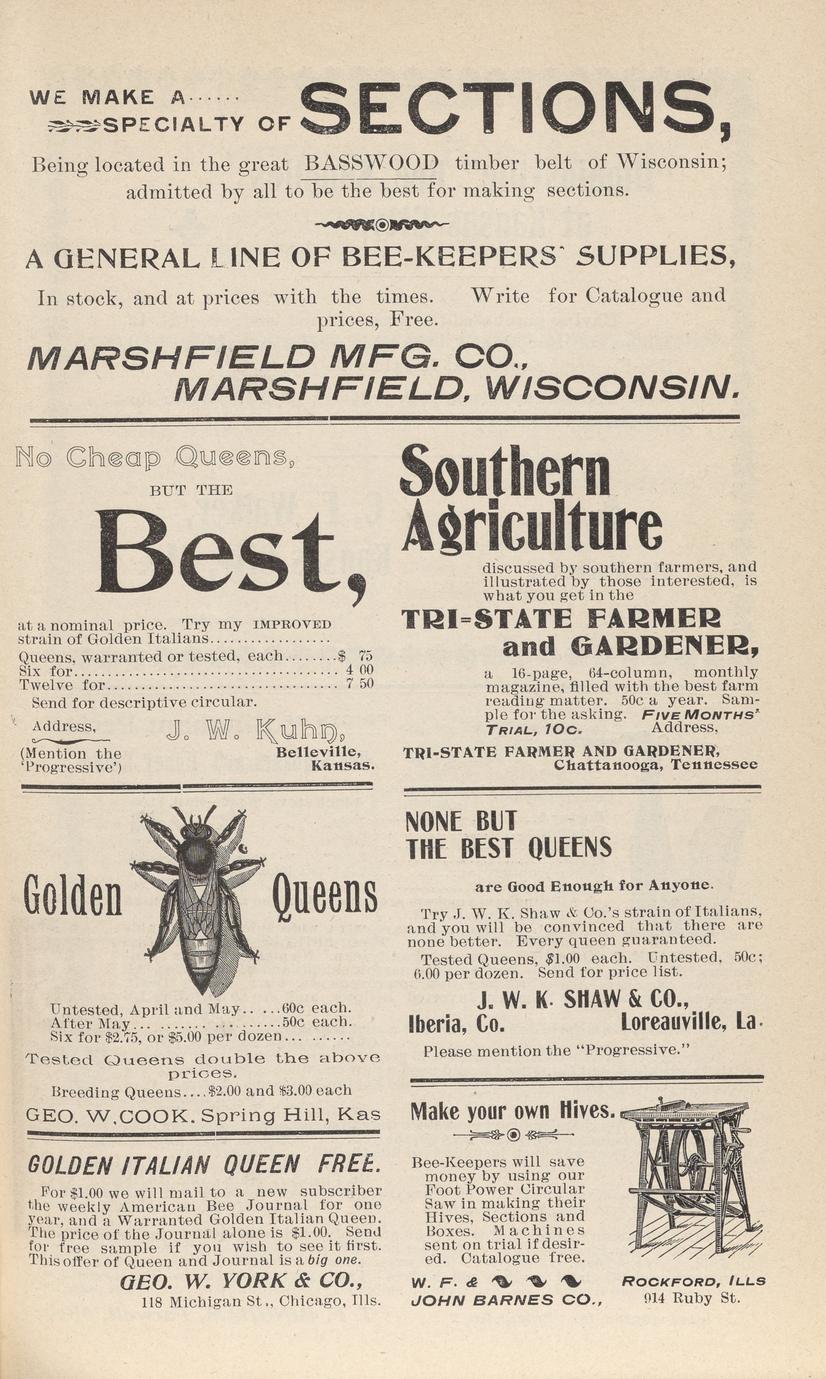 WE MAKE A······
SPECIALTY OF SECTIONS,
Being located in the great BASSWOOD timber belt of Wisconsin;
admitted by all to be the best for making sections.
A GENERAL LINE OF BEE-KEEPERS' SUPPLIES,
In stock, and at prices with the times. Write for Catalogue and
prices, Free.
MARSHFIELD MFG. CO.,
MARSHFIELD, WISCONSIN.
No Cheap Queens,
BUT THE
Best,
at a nominal price. Try my IMPROVED
strain of Golden Italians.................
Queens, warranted or tested, each........$ 75
Six for...................................... 4 00
Twelve for.................................. 7 50
Send for descriptive circular.
Address, J. W. Kuhn,
(Mention the Belleville,
'Progressive') Kansas.
Golden Queens
Untested, April and May.. ...60c each.
After May... ......................50c each.
Six for $2.75, or $5.00 per dozen... ......
Tested Queens double the above
prices.
Breeding Queens....$2.00 and $3.00 each
GEO. W. COOK. Spring Hill, Kas
GOLDEN ITALIAN QUEEN FREE.
For $1.00 we will mail to a new subscriber
the weekly American Bee Journal for one
year, and a Warranted Golden Italian Queen.
The price of the Journal alone is $1.00. Send
for free sample if you wish to see it first.
This offer of Queen and Journal is a big one.
GEO. W. YORK & CO.,
118 Michigan St., Chicago, Ills.
Southern
Agriculture
discussed by southern farmers, and
illustrated by those interested, is
what you get in the
TRI=STATE FARMER
and GARDENER,
a 16-page, 64-column, monthly
magazine, filled with the best farm
reading matter. 50c a year. Sam-
ple for the asking. FIVE MONTHS'
TRIAL, 10c. Address,
TRI-STATE FARMER AND GARDENER,
Chattanooga, Tennessee
NONE BUT
THE BEST QUEENS
are Good Enough for Anyone.
Try J. W. K. Shaw & Co.'s strain of Italians,
and you will be convinced that there are
none better. Every queen guaranteed.
Tested Queens, $1.00 each. Untested, 50c;
6.00 per dozen. Send for price list.
J. W. K. SHAW & CO.,
Iberia, Co. Loreauville, La.
Please mention the "Progressive."
Make your own Hives.
Bee-Keepers will save
money by using our
Foot Power Circular
Saw in making their
Hives, Sections and
Boxes. Machines
sent on trial if desir-
ed. Catalogue free.
W. F. & ROCKFORD, ILLS
JOHN BARNES CO., 914 Ruby St.